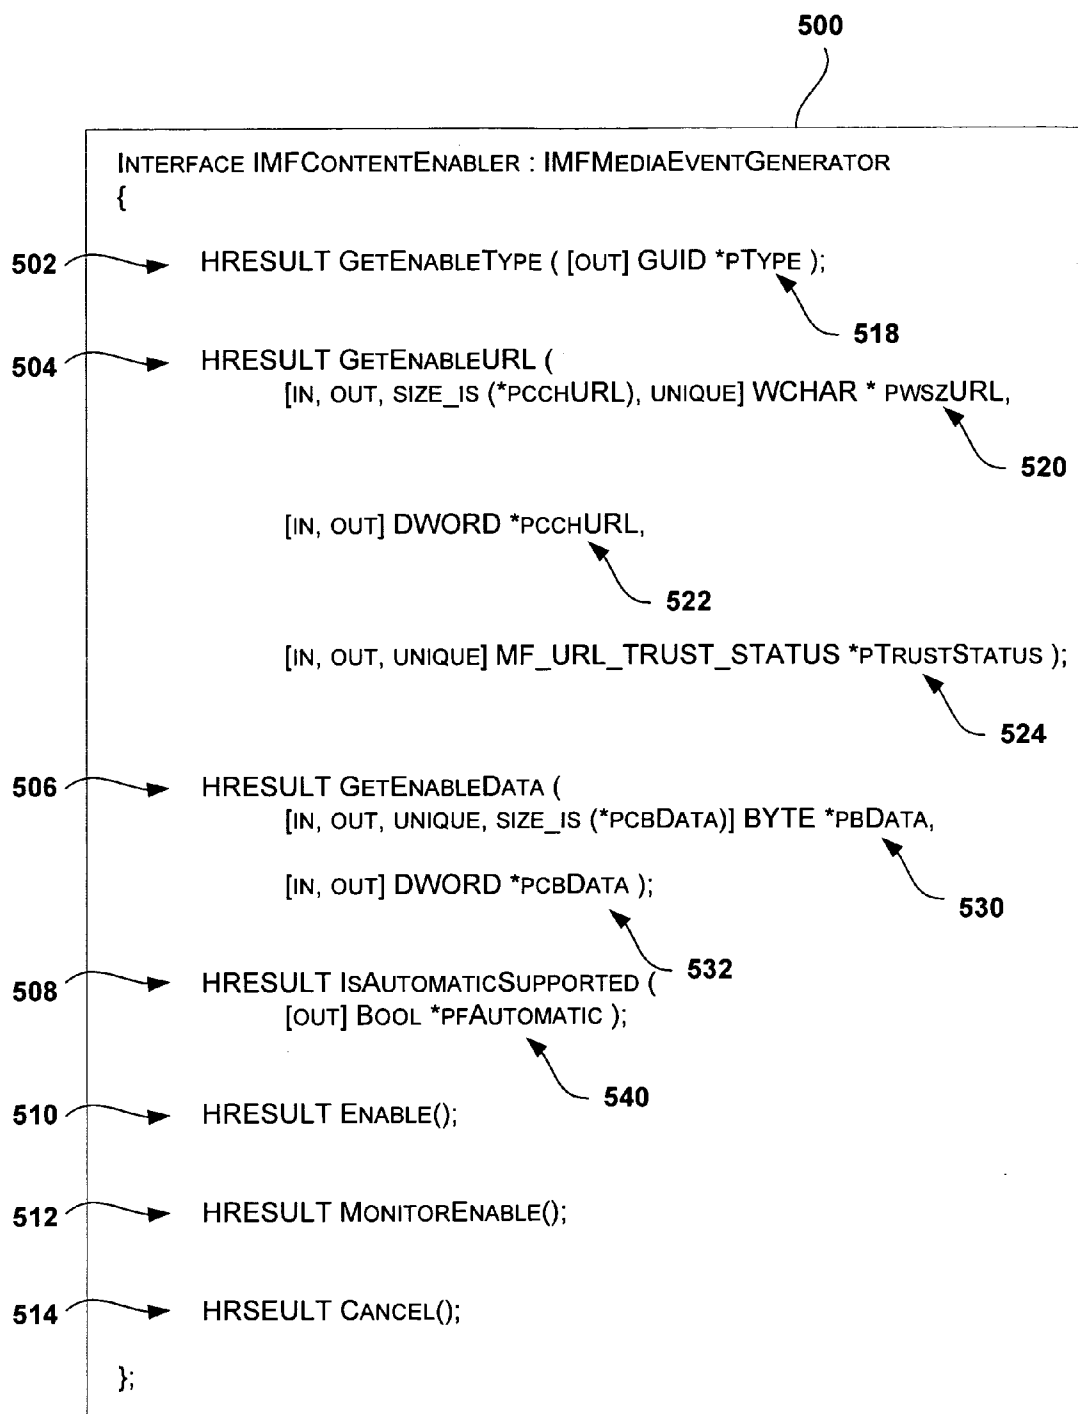 500
INTERFACE IMFCONTENTENABLER : IMFMEDIAEVENTGENERATOR
{
502 HRESULT GETENABLETYPE ( [OUT] GUID *PTYPE );
518
504 HRESULT GETENABLEURL (
[IN, OUT, SIZE_IS (*PCCHURL), UNIQUE] WCHAR * PWSZURL,
520
[IN, OUT] DWORD *PCCHURL,
522
[IN, OUT, UNIQUE] MF_URL_TRUST_STATUS *PTRUSTSTATUS );
524
506 HRESULT GETENABLEDATA (
[IN, OUT, UNIQUE, SIZE_IS (*PCBDATA)] BYTE *PBDATA,
530
[IN, OUT] DWORD *PCBDATA );
532
508 HRESULT ISAUTOMATICSUPPORTED (
[OUT] BOOL *PFAUTOMATIC );
540
510 HRESULT ENABLE();
512 HRESULT MONITORENABLE();
514 HRSEULT CANCEL();
};